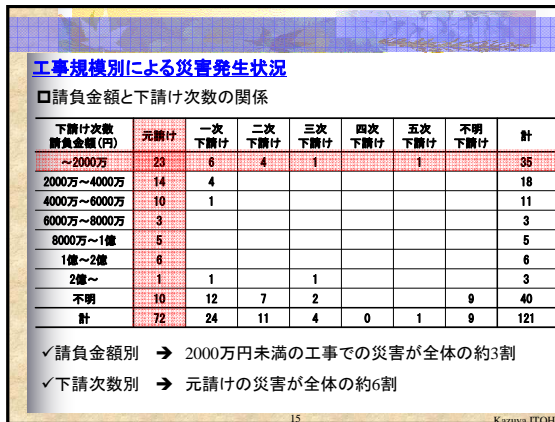 工事規模別による災害発生状況
□請負金額と下請け次数の関係
下請け次数 請負金額(円) 元請け 一次下請け 二次下請け 三次下請け 四次下請け 五次下請け 不明下請け 計
～2000万 23 6 4 1 1 35
2000万～4000万 14 4 18
4000万～6000万 10 1 11
6000万～8000万 3 3
8000万～1億 5 5
1億～2億 6 6
2億～ 1 1 1 3
不明 10 12 7 2 9 40
計 72 24 11 4 0 1 9 121
✓請負金額別 ➔ 2000万円未満の工事での災害が全体の約3割
✓下請次数別 ➔ 元請けの災害が全体の約6割
15 Kazuya ITOH